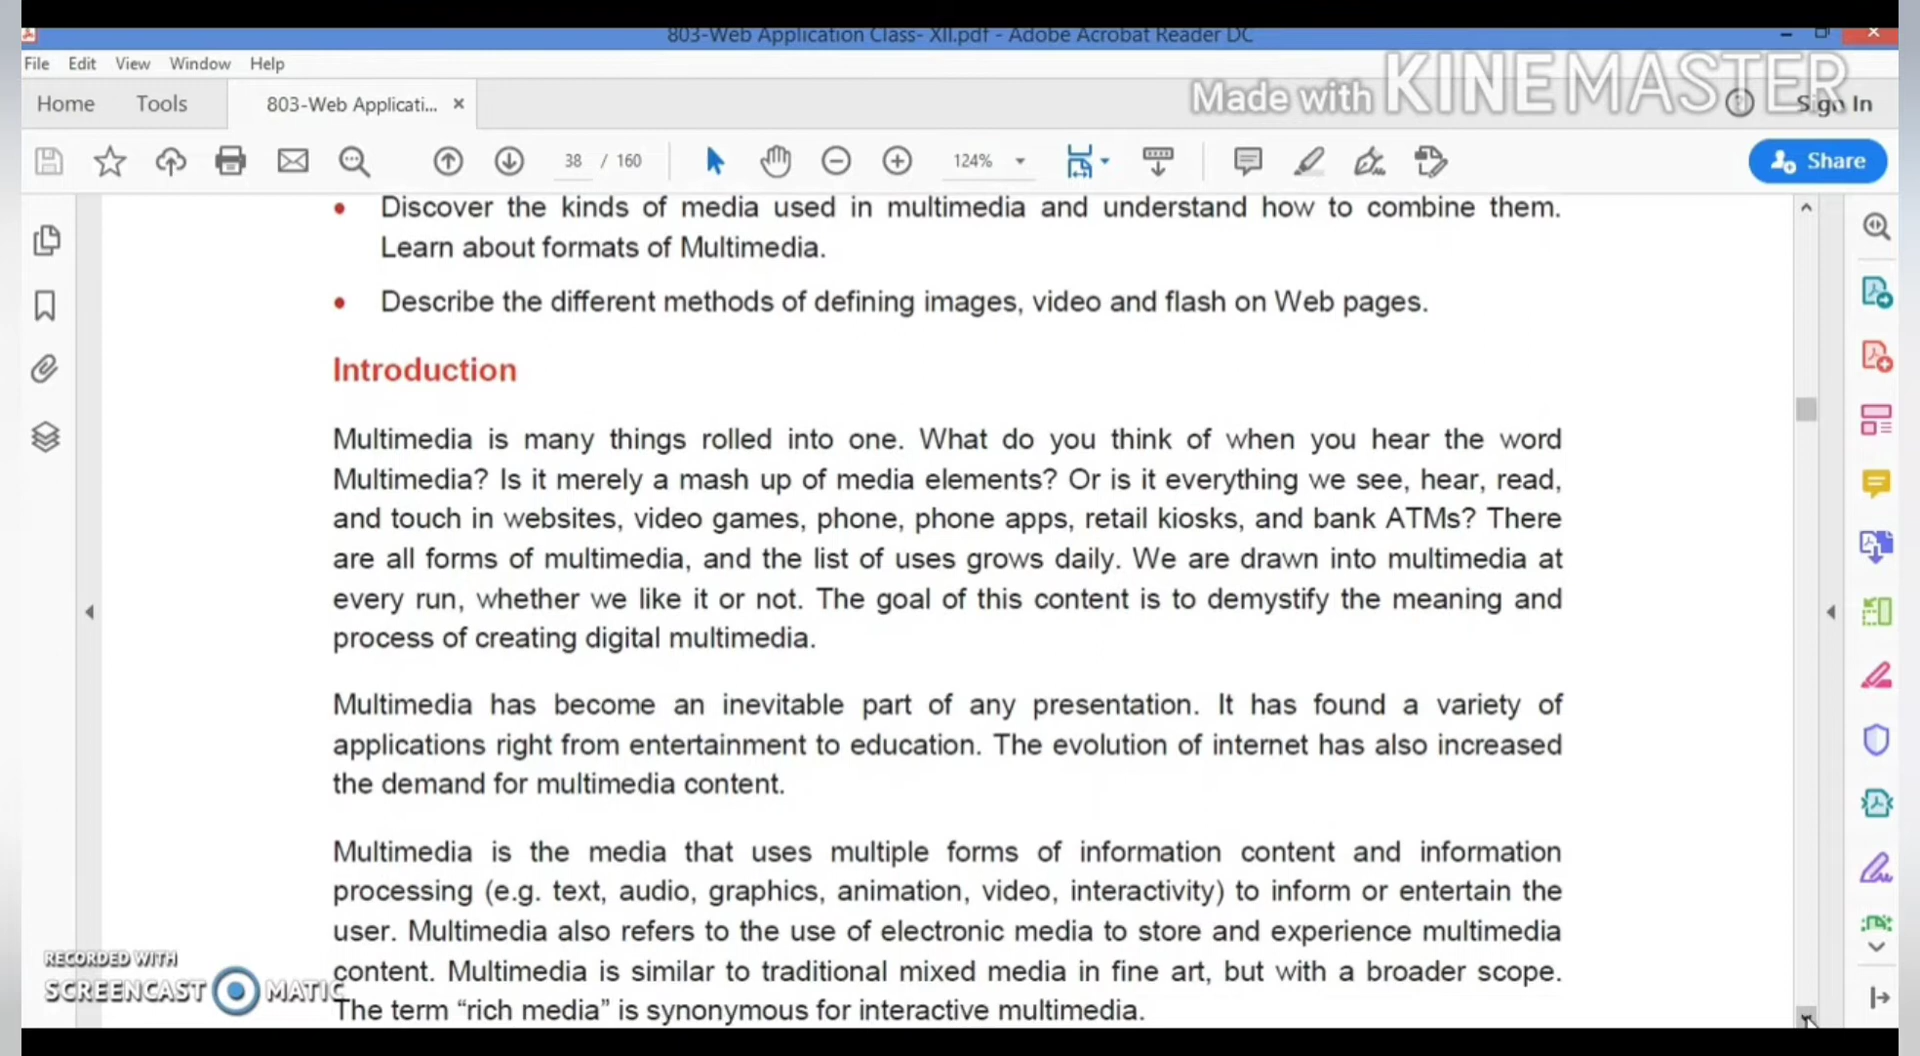 803-Web Application Class- XII.pdf - Adobe Acrobat Reader DC
File Edit View Window Help
Made with KINEMASTER
Home Tools 803-Web Applicati... × Sign In
38 / 160 124% Share
• Discover the kinds of media used in multimedia and understand how to combine them.
Learn about formats of Multimedia.
• Describe the different methods of defining images, video and flash on Web pages.
Introduction
Multimedia is many things rolled into one. What do you think of when you hear the word
Multimedia? Is it merely a mash up of media elements? Or is it everything we see, hear, read,
and touch in websites, video games, phone, phone apps, retail kiosks, and bank ATMs? There
are all forms of multimedia, and the list of uses grows daily. We are drawn into multimedia at
every run, whether we like it or not. The goal of this content is to demystify the meaning and
process of creating digital multimedia.
Multimedia has become an inevitable part of any presentation. It has found a variety of
applications right from entertainment to education. The evolution of internet has also increased
the demand for multimedia content.
Multimedia is the media that uses multiple forms of information content and information
processing (e.g. text, audio, graphics, animation, video, interactivity) to inform or entertain the
user. Multimedia also refers to the use of electronic media to store and experience multimedia
content. Multimedia is similar to traditional mixed media in fine art, but with a broader scope.
The term “rich media” is synonymous for interactive multimedia.
RECORDED WITH
SCREENCAST MATIC